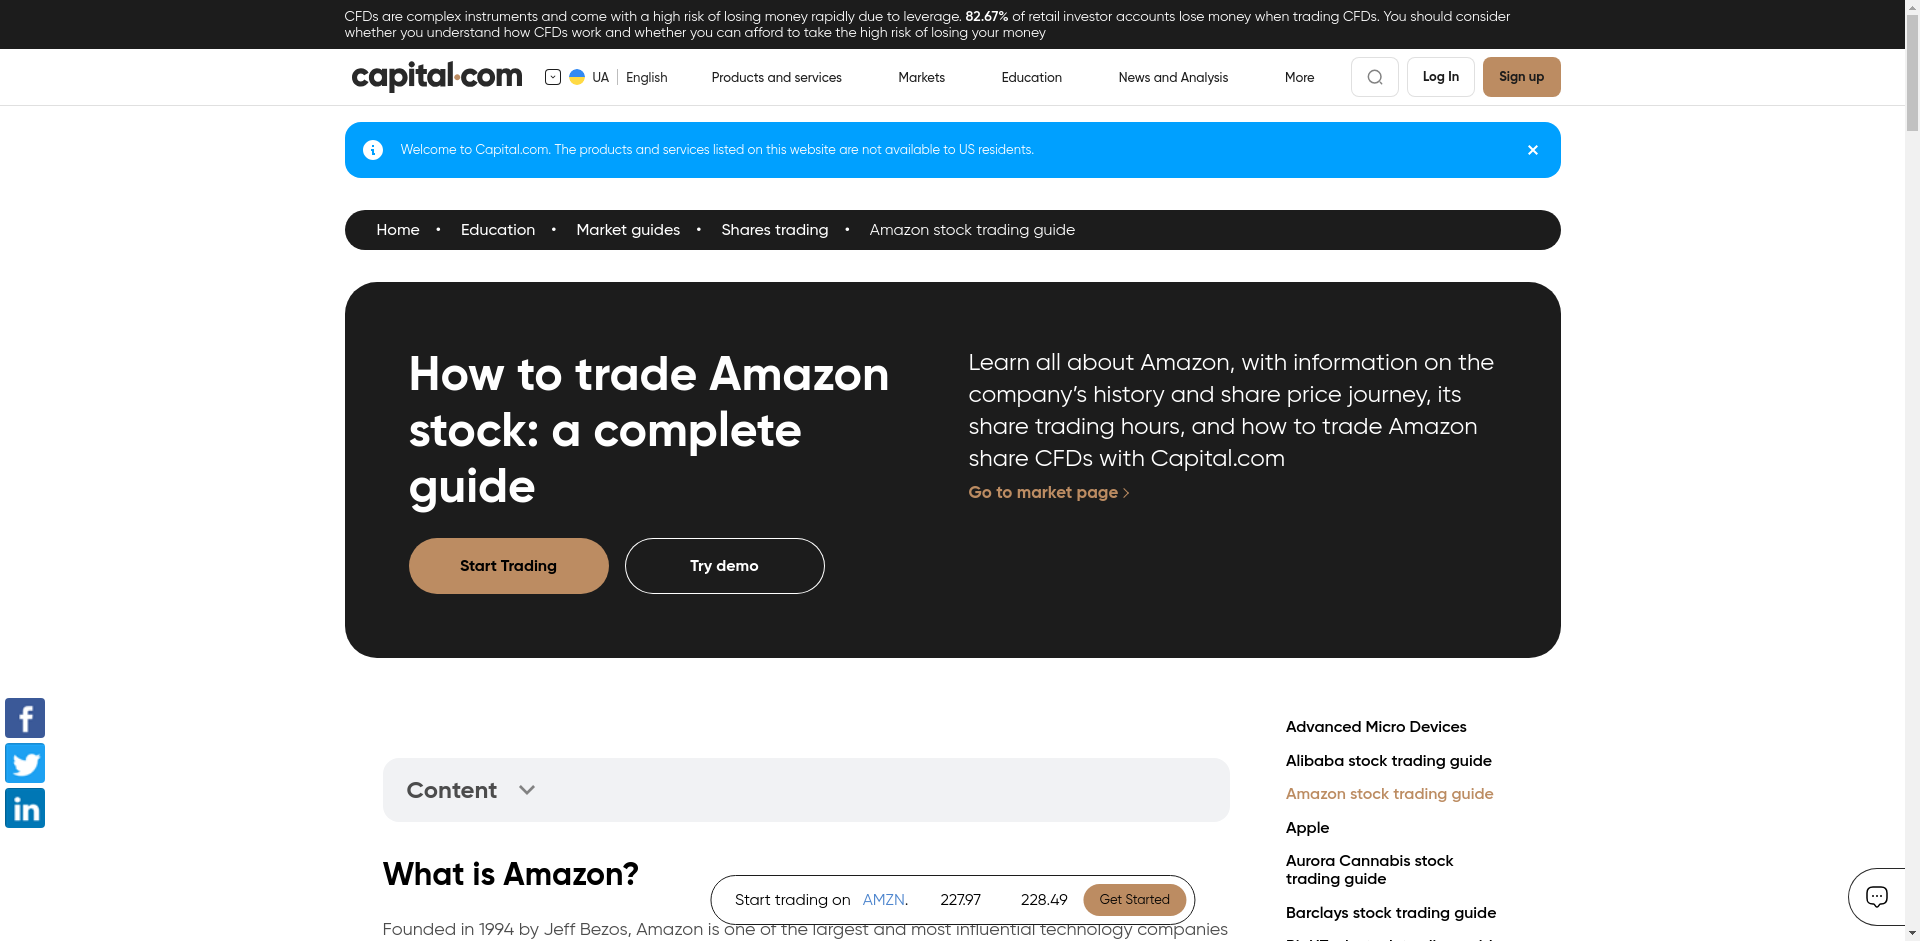 CFDs are complex instruments and come with a high risk of losing money rapidly due to leverage. 82.67% of retail investor accounts lose money when trading CFDs. You should consider
whether you understand how CFDs work and whether you can afford to take the high risk of losing your money
capital.com
UA English
Products and services
Markets
Education
News and Analysis
More
Log In
Sign up
Welcome to Capital.com. The products and services listed on this website are not available to US residents.
Home • Education • Market guides • Shares trading • Amazon stock trading guide
How to trade Amazon
stock: a complete
guide
Start Trading
Try demo
Learn all about Amazon, with information on the
company’s history and share price journey, its
share trading hours, and how to trade Amazon
share CFDs with Capital.com
Go to market page
Content
What is Amazon?
Founded in 1994 by Jeff Bezos, Amazon is one of the largest and most influential technology companies
Start trading on AMZN. 227.97 228.49 Get Started
Advanced Micro Devices
Alibaba stock trading guide
Amazon stock trading guide
Apple
Aurora Cannabis stock
trading guide
Barclays stock trading guide